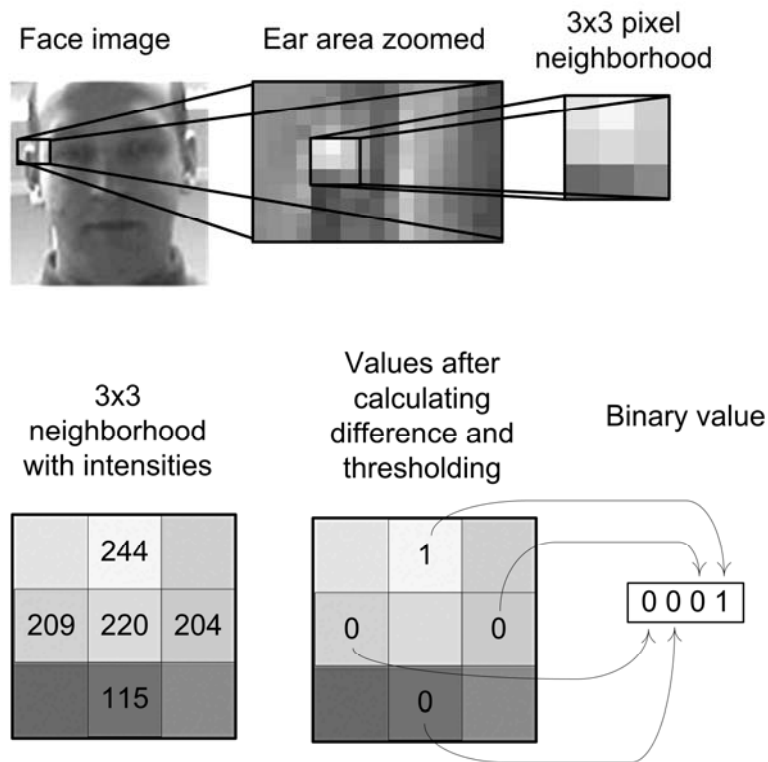 Face image
Ear area zoomed
3x3 pixel
neighborhood
3x3
neighborhood
with intensities
Values after
calculating
difference and
thresholding
Binary value
244
209 220 204
115
1
0 0
0
0 0 0 1